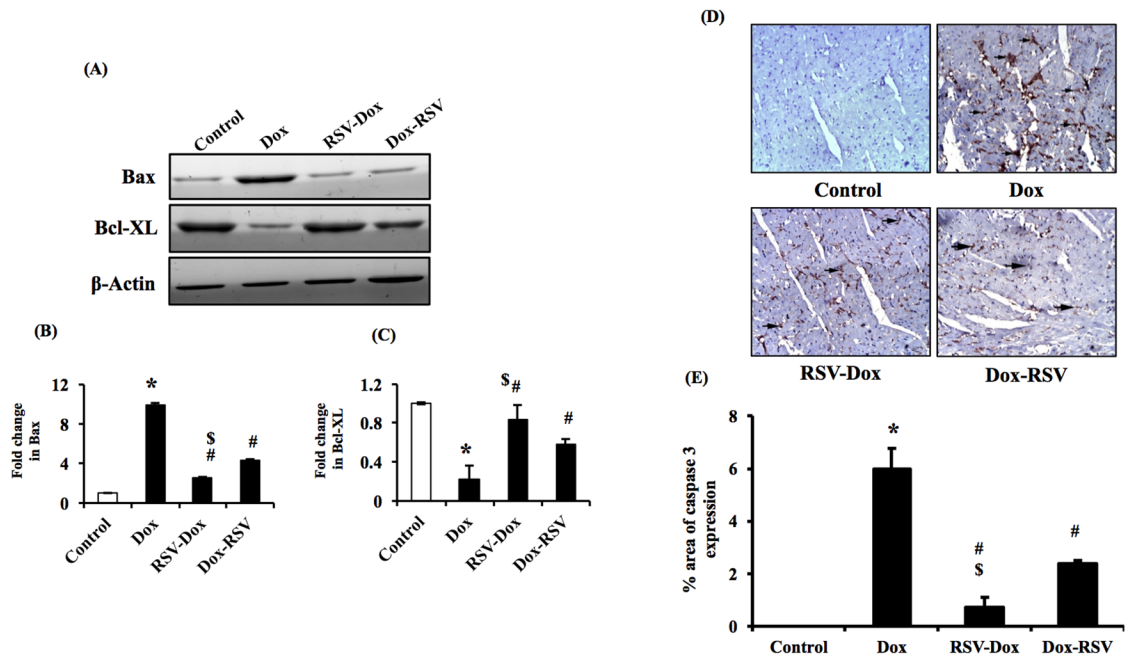 (A)
Control Dox RSV-Dox Dox-RSV
Bax
Bcl-XL
β-Actin
(B)
Fold change
in Bax
12
8
4
0
*
$
#
#
Control Dox RSV-Dox Dox-RSV
(C)
Fold change
in Bcl-XL
1.2
0.8
0.4
0
*
$ #
#
Control Dox RSV-Dox Dox-RSV
(D)
Control Dox
RSV-Dox Dox-RSV
(E)
% area of caspase 3
expression
8
6
4
2
0
*
#
$
#
Control Dox RSV-Dox Dox-RSV